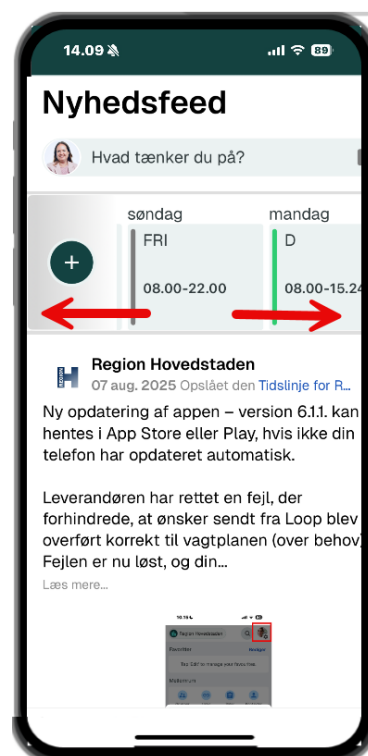 14.09
89
Nyhedsfeed
Hvad tænker du på?
søndag
mandag
FRI
D
08.00-22.00
08.00-15.24
REGION
Region Hovedstaden
07 aug. 2025 Opslået den Tidslinje for R...
Ny opdatering af appen – version 6.1.1. kan
hentes i App Store eller Play, hvis ikke din
telefon har opdateret automatisk.
Leverandøren har rettet en fejl, der
forhindrede, at ønsker sendt fra Loop blev
overført korrekt til vagtplanen (over behov)
Fejlen er nu løst, og din...
Læs mere...
Region Hovedstaden
Favoritter